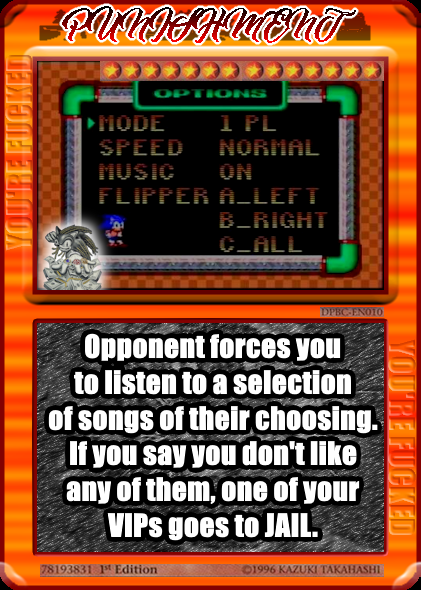 PUNISHMENT
YOU'RE FUCKED
OPTIONS
MODE 1 PL
SPEED NORMAL
MUSIC ON
FLIPPER A_LEFT
B_RIGHT
C_ALL
DPBC-EN010
Opponent forces you
to listen to a selection
of songs of their choosing.
If you say you don't like
any of them, one of your
VIPs goes to JAIL.
YOU'RE FUCKED
78193831 1st Edition ©1996 KAZUKI TAKAHASHI